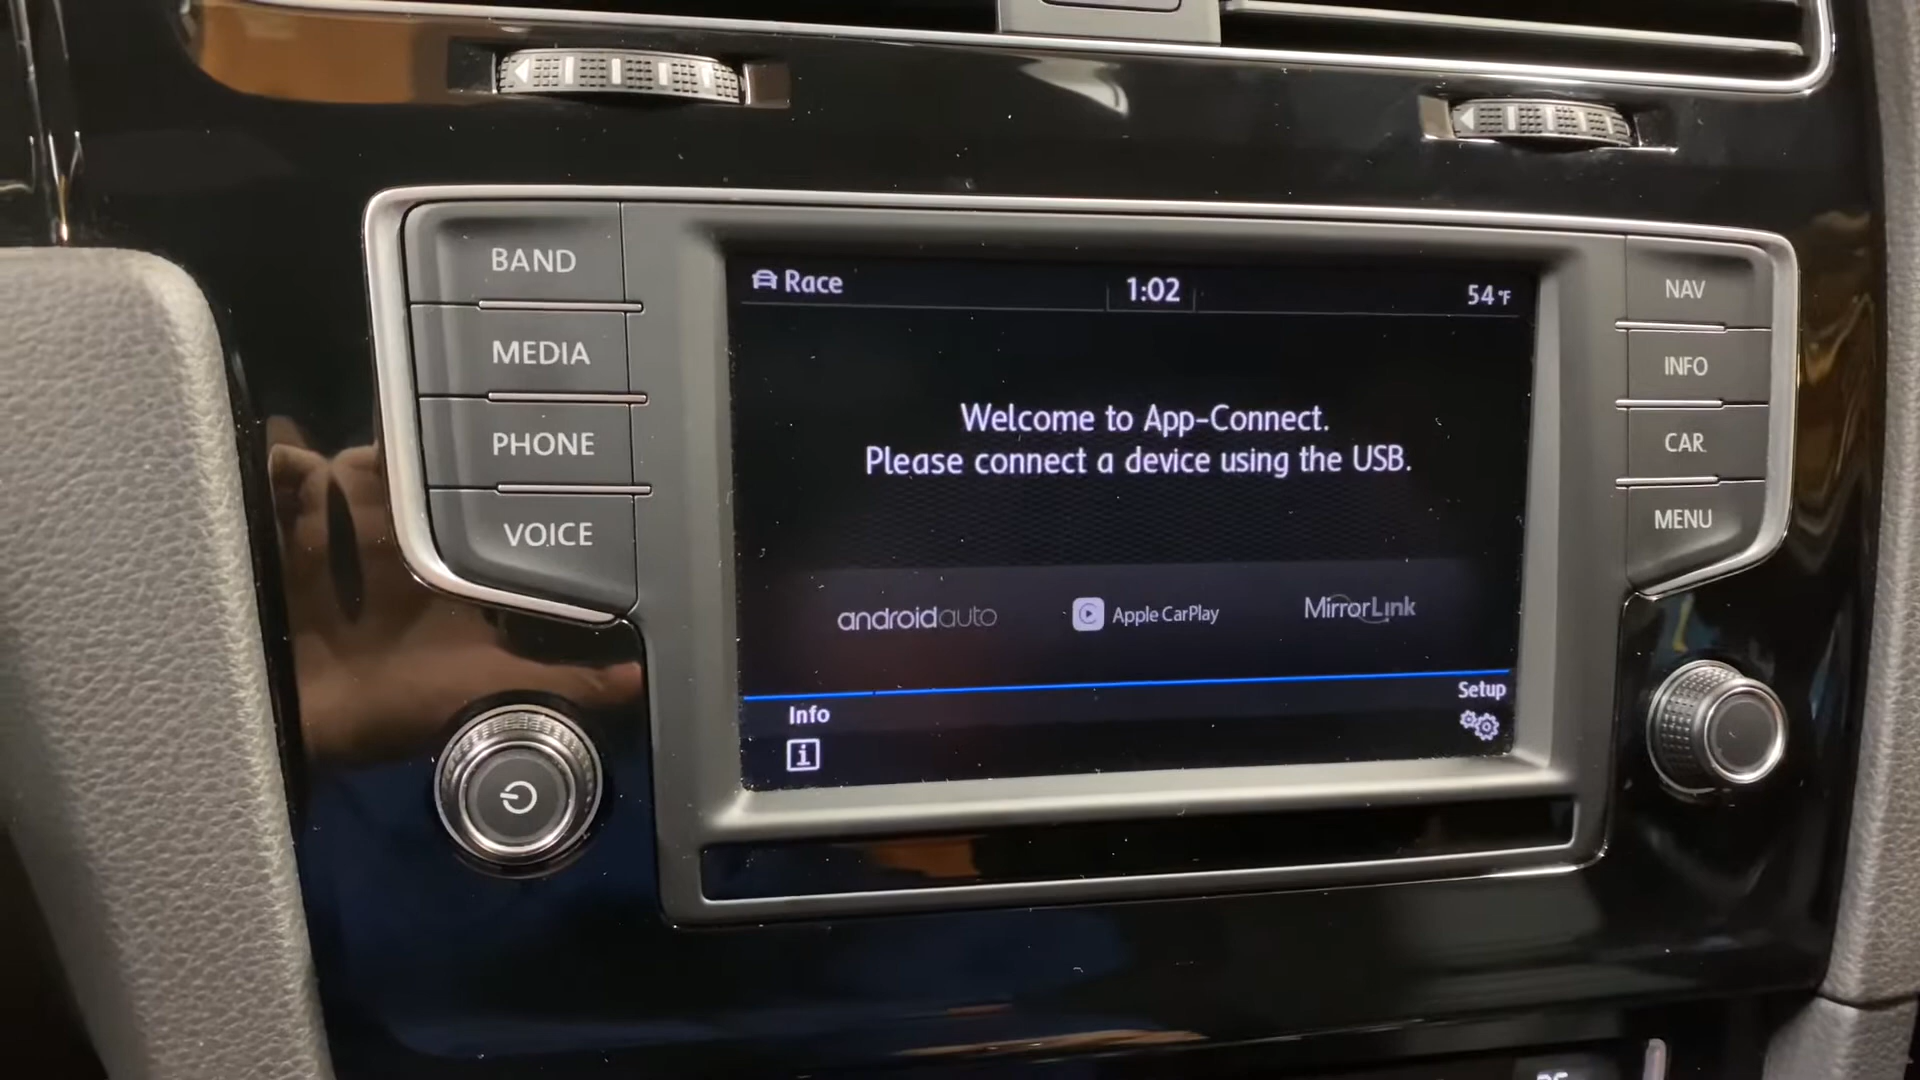 BAND
MEDIA
PHONE
VOICE
Race
1:02
54°F
Welcome to App-Connect.
Please connect a device using the USB.
androidauto
Apple CarPlay
MirrorLink
Info
i
Setup
NAV
INFO
CAR
MENU